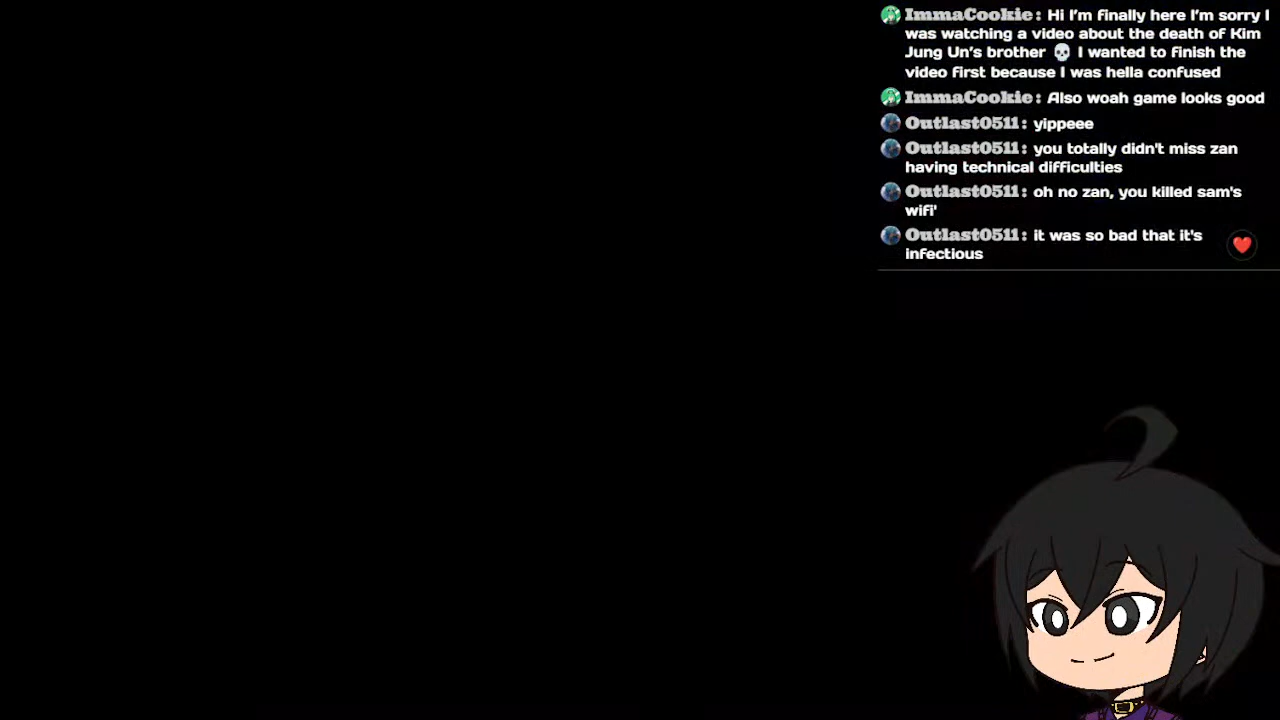 ImmaCookie: Hi I'm finally here I'm sorry I
was watching a video about the death of Kim
Jung Un's brother 💀 I wanted to finish the
video first because I was hella confused
ImmaCookie: Also woah game looks good
Outlast0511: yippeee
Outlast0511: you totally didn't miss zan
having technical difficulties
Outlast0511: oh no zan, you killed sam's
wifi'
Outlast0511: it was so bad that it's
infectious